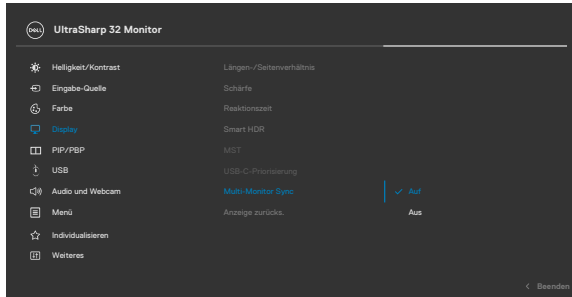 DELL
UltraSharp 32 Monitor
Helligkeit/Kontrast
Eingabe-Quelle
Farbe
Display
PIP/PBP
USB
Audio und Webcam
Menü
Individualisieren
Weiteres
Längen-/Seitenverhältnis
Schärfe
Reaktionszeit
Smart HDR
MST
USB-C-Priorisierung
Multi-Monitor Sync
Anzeige zurücks.
Auf
Aus
Beenden